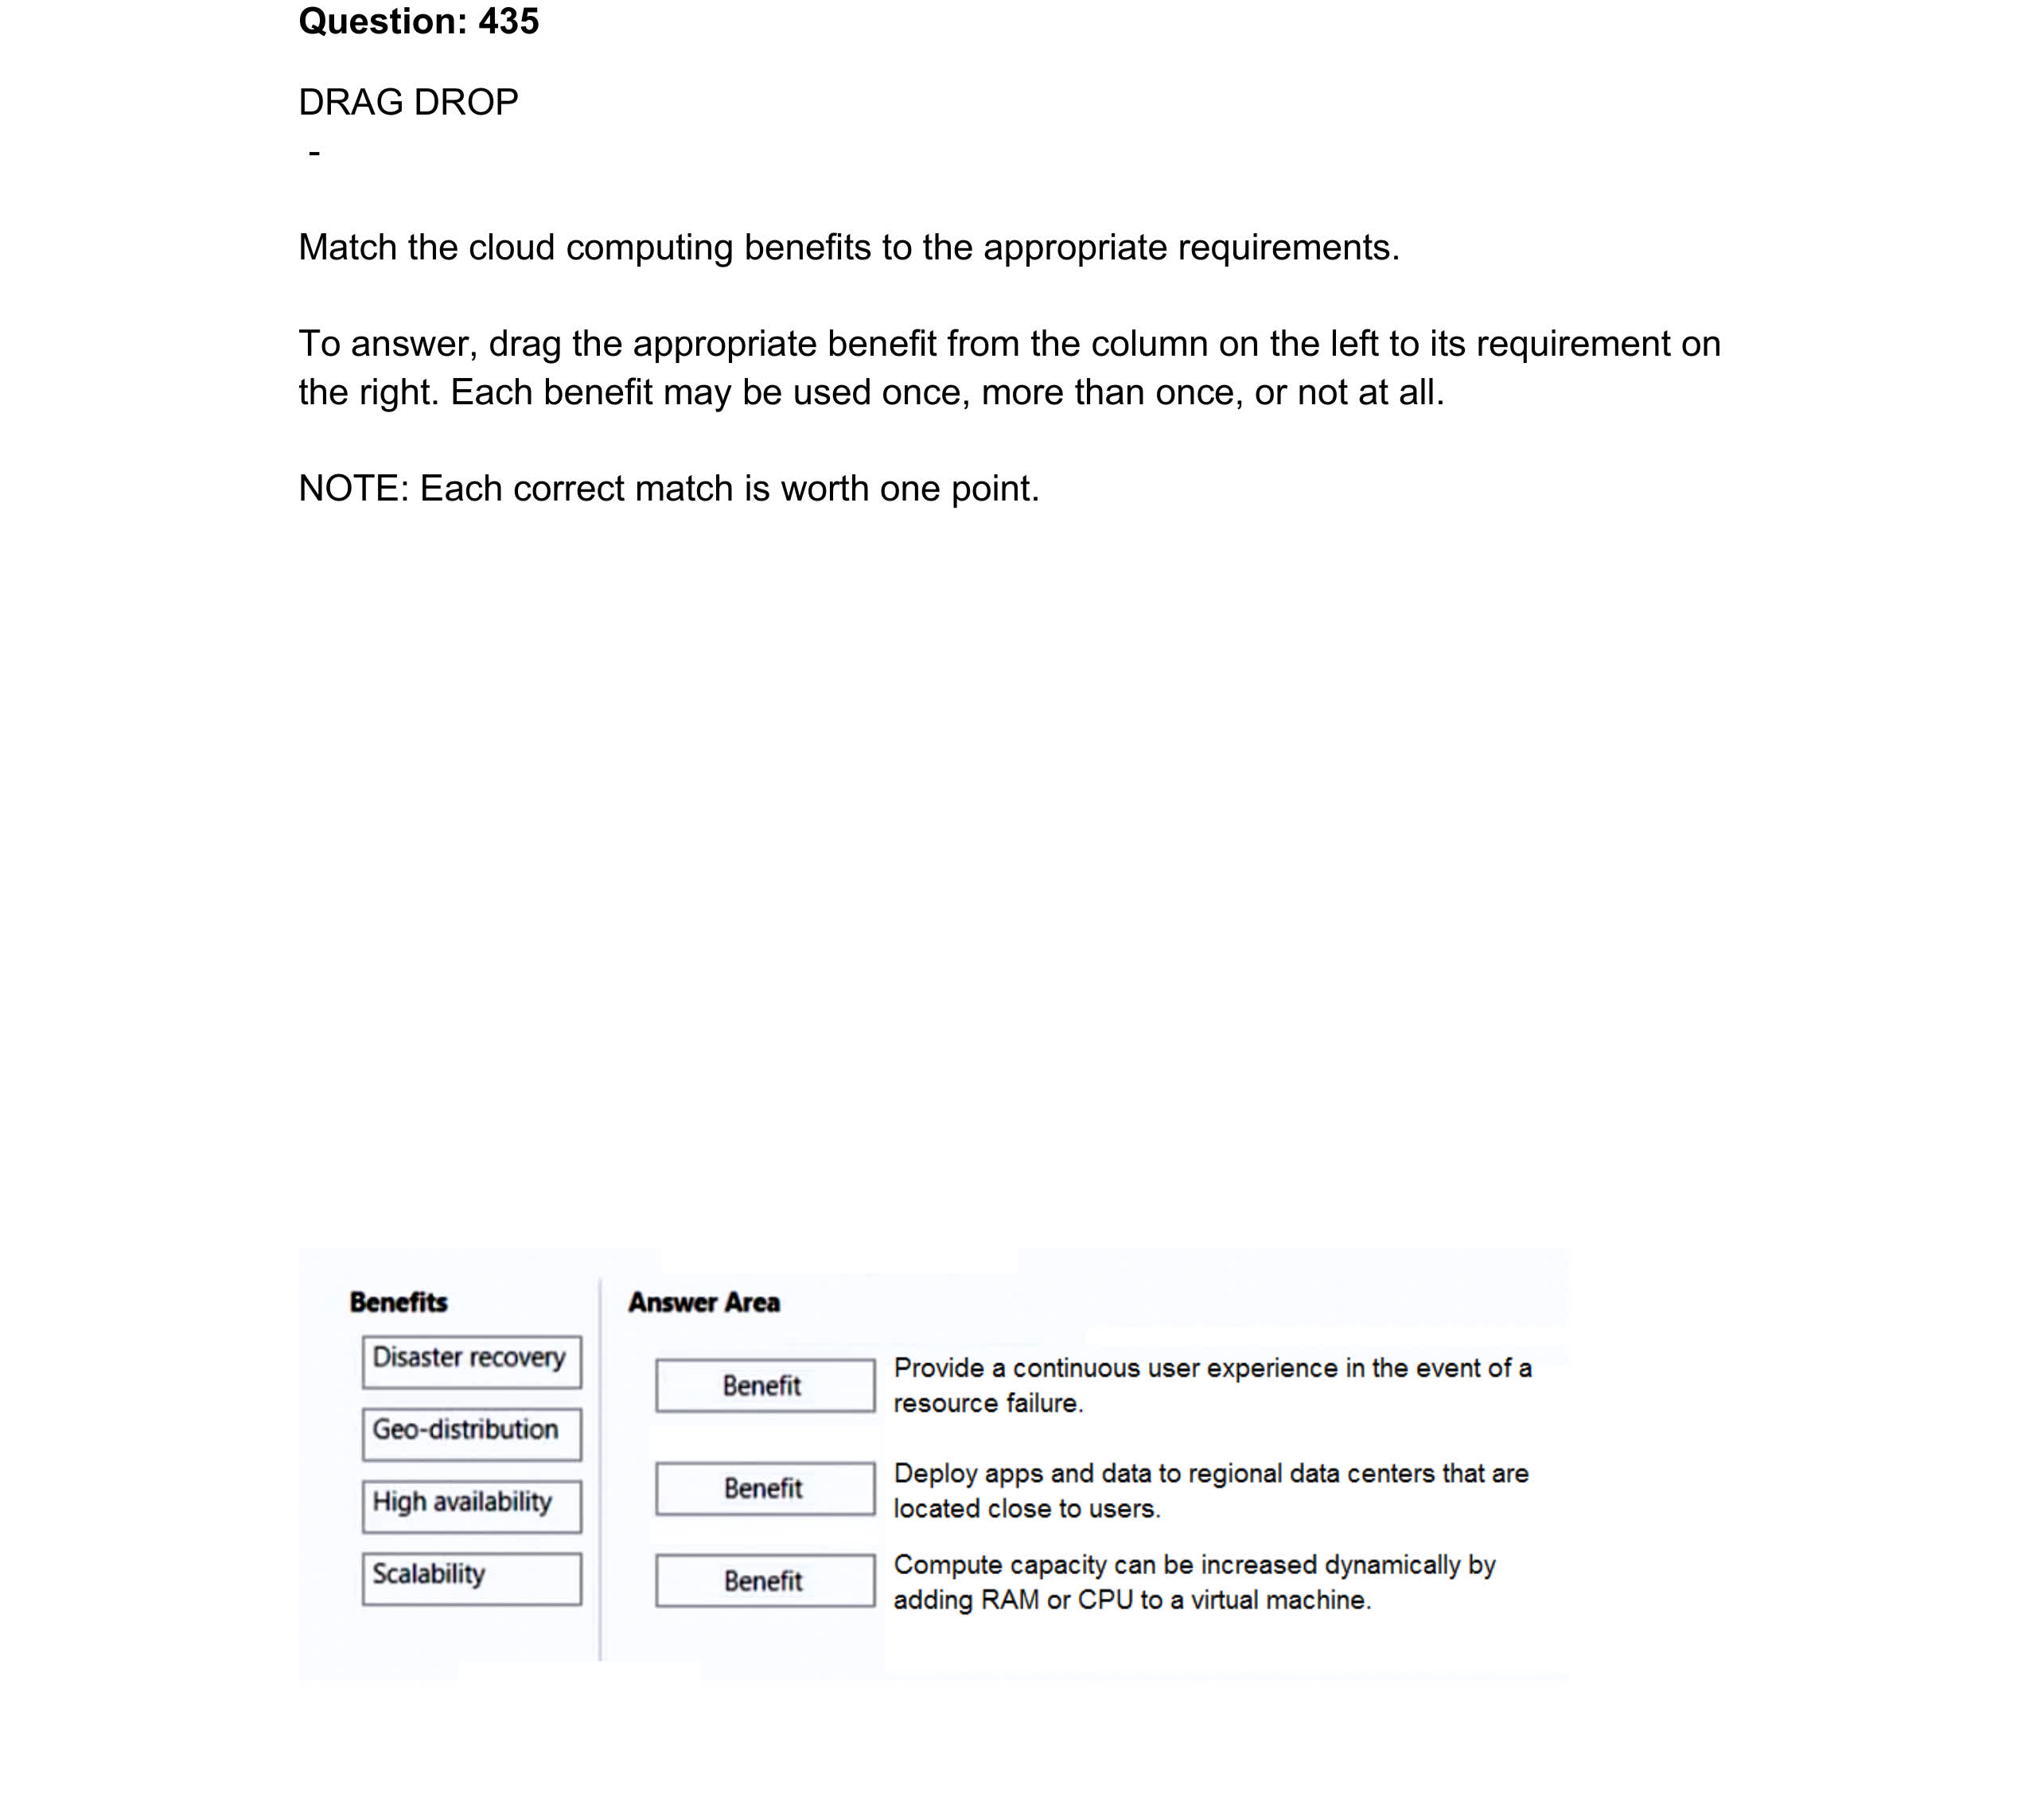 Question: 435
DRAG DROP
-
Match the cloud computing benefits to the appropriate requirements.
To answer, drag the appropriate benefit from the column on the left to its requirement on
the right. Each benefit may be used once, more than once, or not at all.
NOTE: Each correct match is worth one point.
Benefits
Disaster recovery
Geo-distribution
High availability
Scalability
Answer Area
Benefit
Provide a continuous user experience in the event of a
resource failure.
Benefit
Deploy apps and data to regional data centers that are
located close to users.
Benefit
Compute capacity can be increased dynamically by
adding RAM or CPU to a virtual machine.